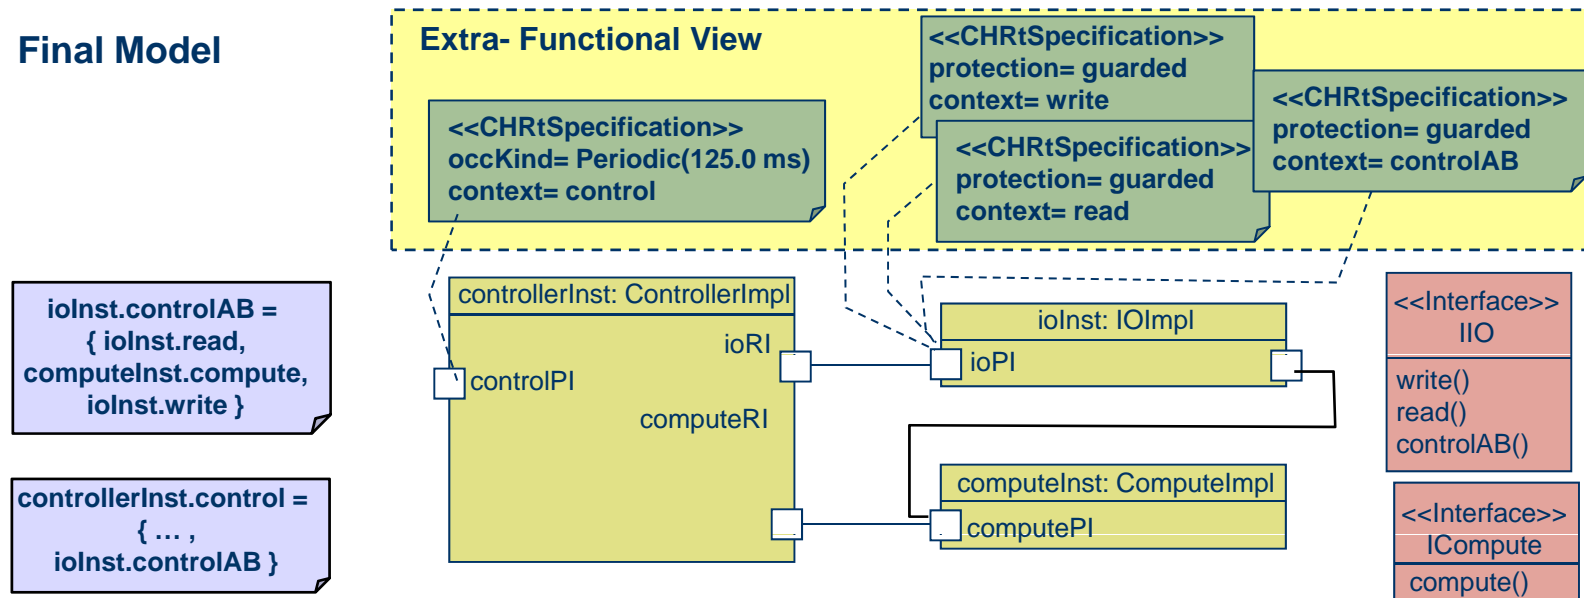 Final Model
Extra- Functional View
<<CHRtSpecification>>
occKind= Periodic(125.0 ms)
context= control
<<CHRtSpecification>>
protection= guarded
context= write
<<CHRtSpecification>>
protection= guarded
context= read
<<CHRtSpecification>>
protection= guarded
context= controlAB
ioInst.controlAB =
{ ioInst.read,
computeInst.compute,
ioInst.write }
controllerInst.control =
{ … ,
ioInst.controlAB }
controllerInst: ControllerImpl
ioRI
controlPI
computeRI
ioInst: IOImpl
ioPI
computeInst: ComputeImpl
computePI
<<Interface>>
IIO
write()
read()
controlAB()
<<Interface>>
ICompute
compute()